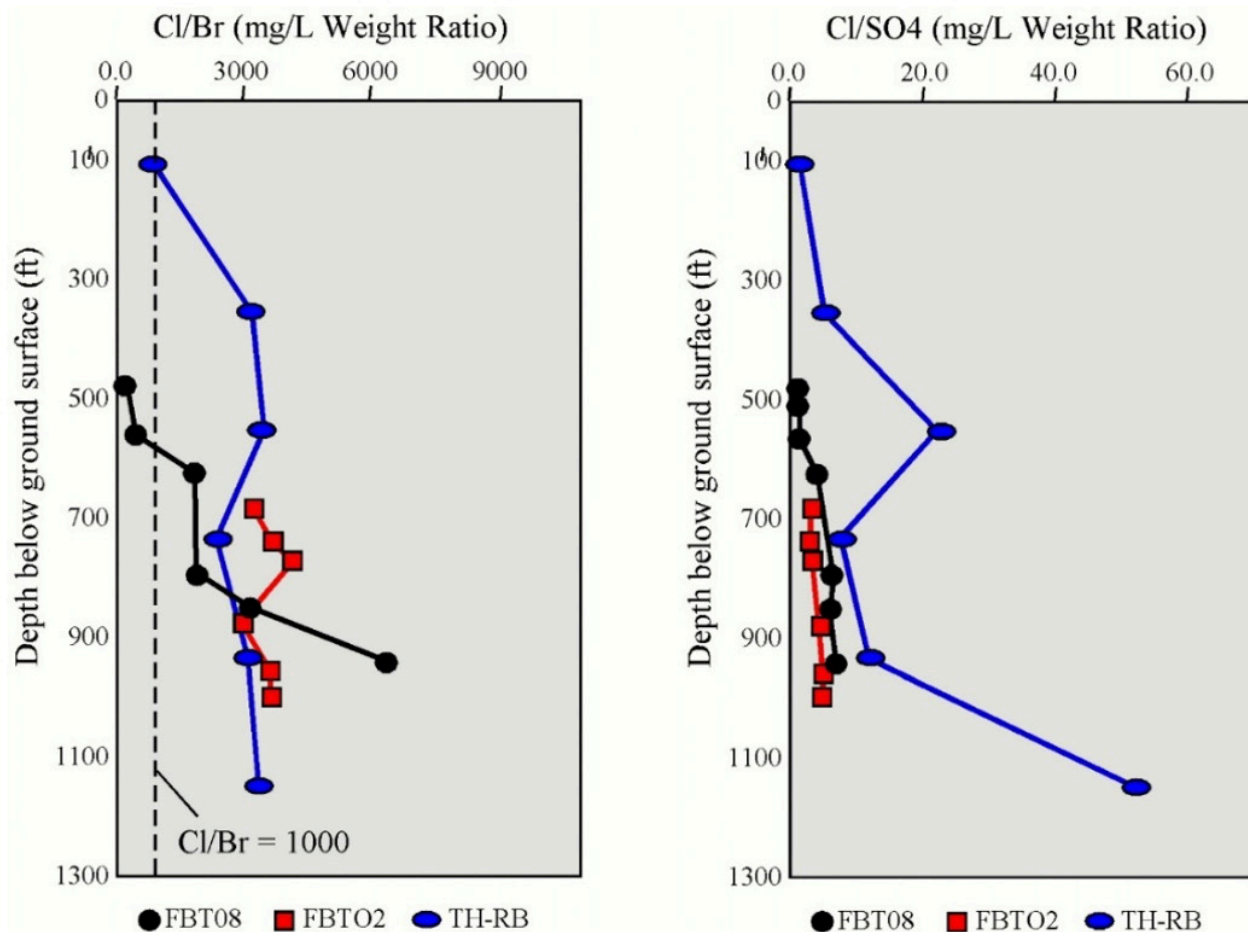 Cl/Br (mg/L Weight Ratio)
0.0 3000 6000 9000
0
100
300
500
700
900
1100
1300
Depth below ground surface (ft)
Cl/Br = 1000
FBT08 FBTO2 TH-RB
Cl/SO4 (mg/L Weight Ratio)
0.0 20.0 40.0 60.0
0
100
300
500
700
900
1100
1300
Depth below ground surface (ft)
FBT08 FBTO2 TH-RB